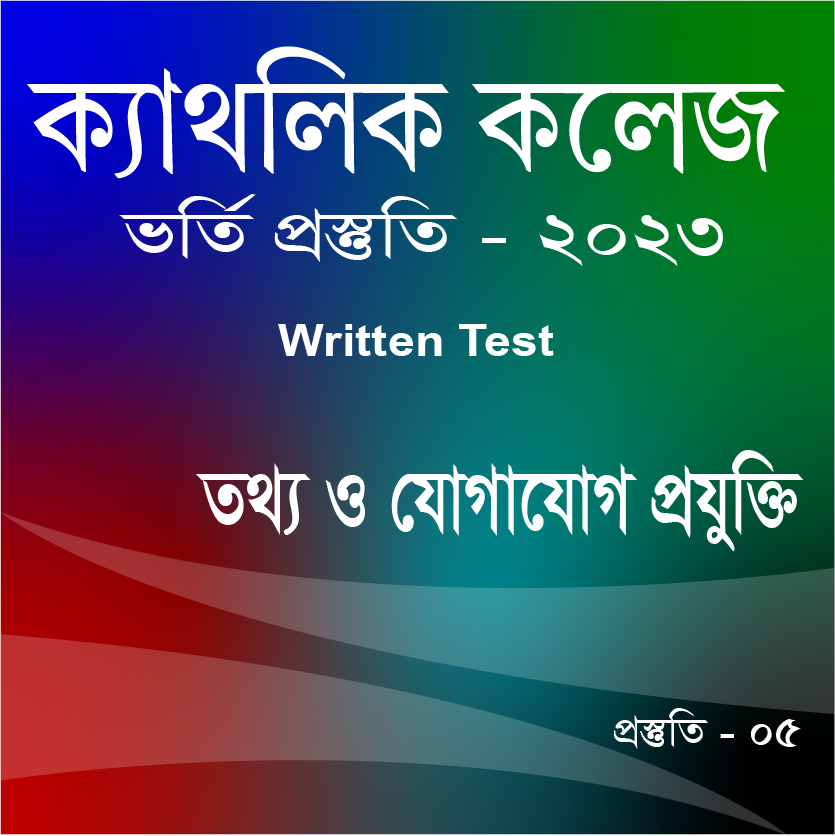 ক্যাথলিক কলেজ
ভর্তি প্রস্তুতি - ২০২৩
Written Test
তথ্য ও যোগাযোগ প্রযুক্তি
প্রস্তুতি - ০৫